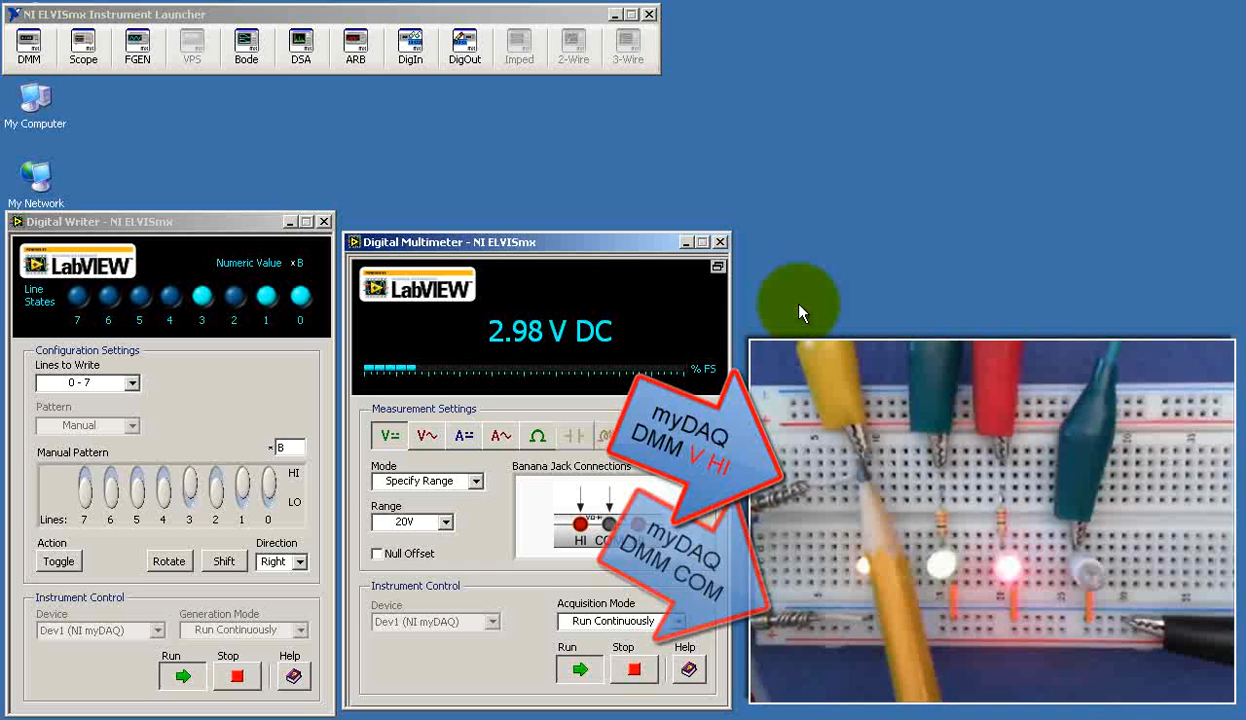 NI ELVISmx Instrument Launcher
DMM Scope FGEN VPS Bode DSA ARB DigIn DigOut Imped 2-Wire 3-Wire
My Computer
My Network
Digital Writer - NI ELVISmx
LabVIEW
Numeric Value × B
Line
States
7 6 5 4 3 2 1 0
Configuration Settings
Lines to Write
0 - 7
Pattern
Manual
Manual Pattern
B
HI
LO
Lines: 7 6 5 4 3 2 1 0
Action
Toggle
Rotate
Shift
Direction
Right
Instrument Control
Device
Dev1 (NI myDAQ)
Generation Mode
Run Continuously
Run Stop Help
Digital Multimeter - NI ELVISmx
LabVIEW
2.98 V DC
% FS
Measurement Settings
V= V~ A= A~ Ω
Mode
Specify Range
Range
20V
Null Offset
Banana Jack Connections
HI
Instrument Control
Device
Dev1 (NI myDAQ)
Acquisition Mode
Run Continuously
Run Stop Help
myDAQ
DMM V HI
myDAQ
DMM COM